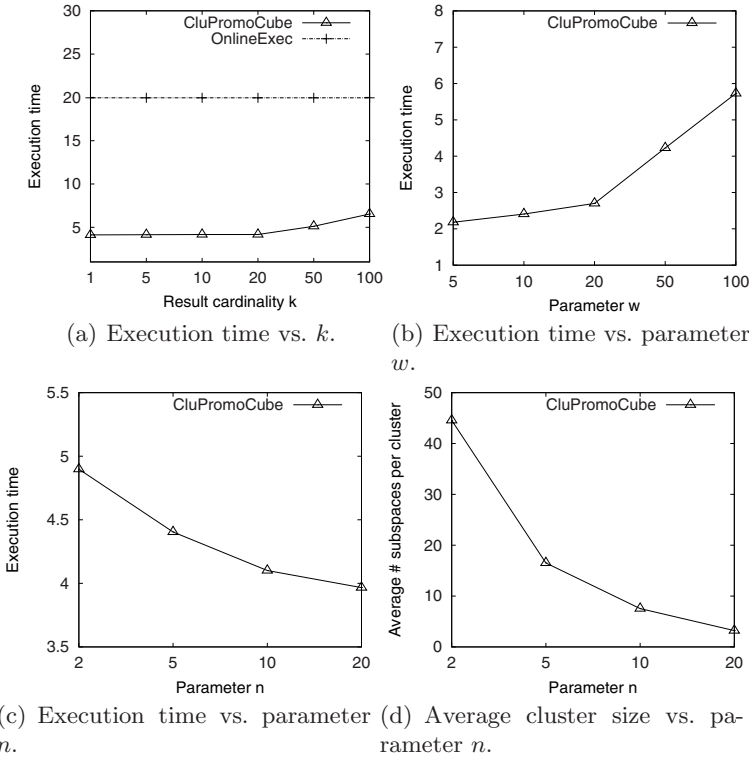 30
25
20
15
10
5
Execution time
CluPromoCube
OnlineExec
1 5 10 20 50 100
Result cardinality k
(a) Execution time vs. k.
8
7
6
5
4
3
2
1
Execution time
CluPromoCube
5 10 20 50 100
Parameter w
(b) Execution time vs. parameter
w.
5.5
5
4.5
4
3.5
Execution time
CluPromoCube
2 5 10 20
Parameter n
(c) Execution time vs. parameter
n.
50
40
30
20
10
0
Average # subspaces per cluster
CluPromoCube
2 5 10 20
Parameter n
(d) Average cluster size vs. pa-
rameter n.